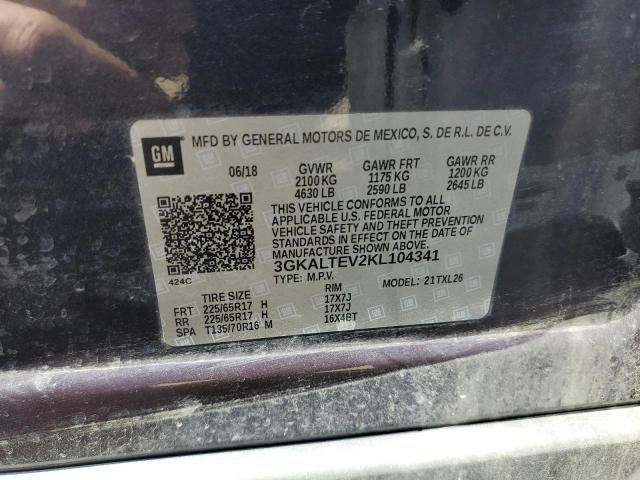 GM
MFD BY GENERAL MOTORS DE MEXICO, S. DE R.L. DE C.V.
06/18 GVWR GAWR FRT GAWR RR
2100 KG 1175 KG 1200 KG
4630 LB 2590 LB 2645 LB
THIS VEHICLE CONFORMS TO ALL
APPLICABLE U.S. FEDERAL MOTOR
VEHICLE SAFETY AND THEFT PREVENTION
STANDARDS IN EFFECT ON THE DATE OF
MANUFACTURE SHOWN ABOVE.
3GKALTEV2KL104341
424C
TYPE: M.P.V. MODEL: 21TXL26
TIRE SIZE RIM
FRT 225/65R17 H 17X7J
RR 225/65R17 H 17X7J
SPA T135/70R16 M 16X4BT